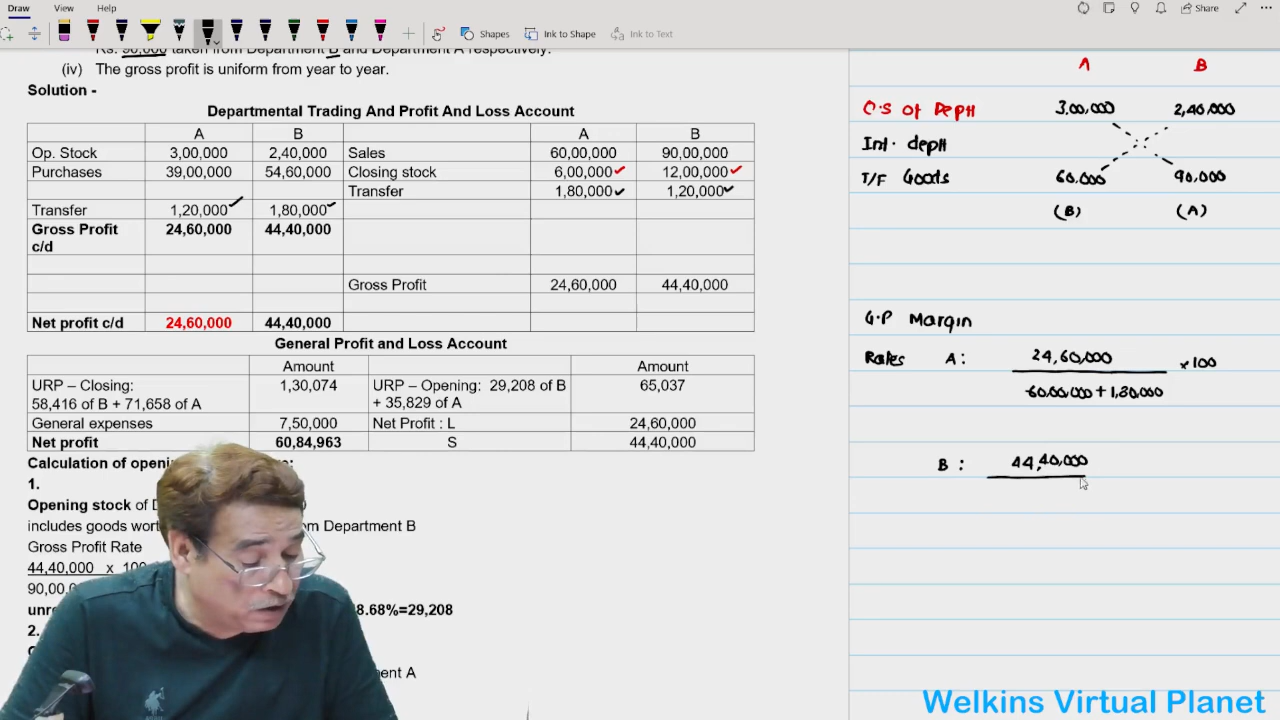 Draw View Help
Share
Shapes Ink to Shape Ink to Text
Rs. 90,000 taken from Department B and Department A respectively.
(iv) The gross profit is uniform from year to year.
Solution -
Departmental Trading And Profit And Loss Account
A B A B
Op. Stock 3,00,000 2,40,000 Sales 60,00,000 90,00,000
Purchases 39,00,000 54,60,000 Closing stock 6,00,000 12,00,000
Transfer 1,80,000 1,20,000
Transfer 1,20,000 1,80,000
Gross Profit 24,60,000 44,40,000
c/d
Gross Profit 24,60,000 44,40,000
Net profit c/d 24,60,000 44,40,000
General Profit and Loss Account
Amount Amount
URP – Closing: 1,30,074 URP – Opening: 29,208 of B 65,037
58,416 of B + 71,658 of A + 35,829 of A
General expenses 7,50,000 Net Profit : L 24,60,000
Net profit 60,84,963 S 44,40,000
Calculation of
1.
Opening stock of
includes goods from Department B
Gross Profit Rate
44,40,000 x
8.68%=29,208
2.
A
A B
O.S of Deptt 3,00,000 2,40,000
Int. deptt
T/F Goods 60,000 90,000
(B) (A)
G.P Margin
Rates A: 24,60,000 x100
60,00,000 + 1,80,000
B : 44,40,000
Welkins Virtual Planet